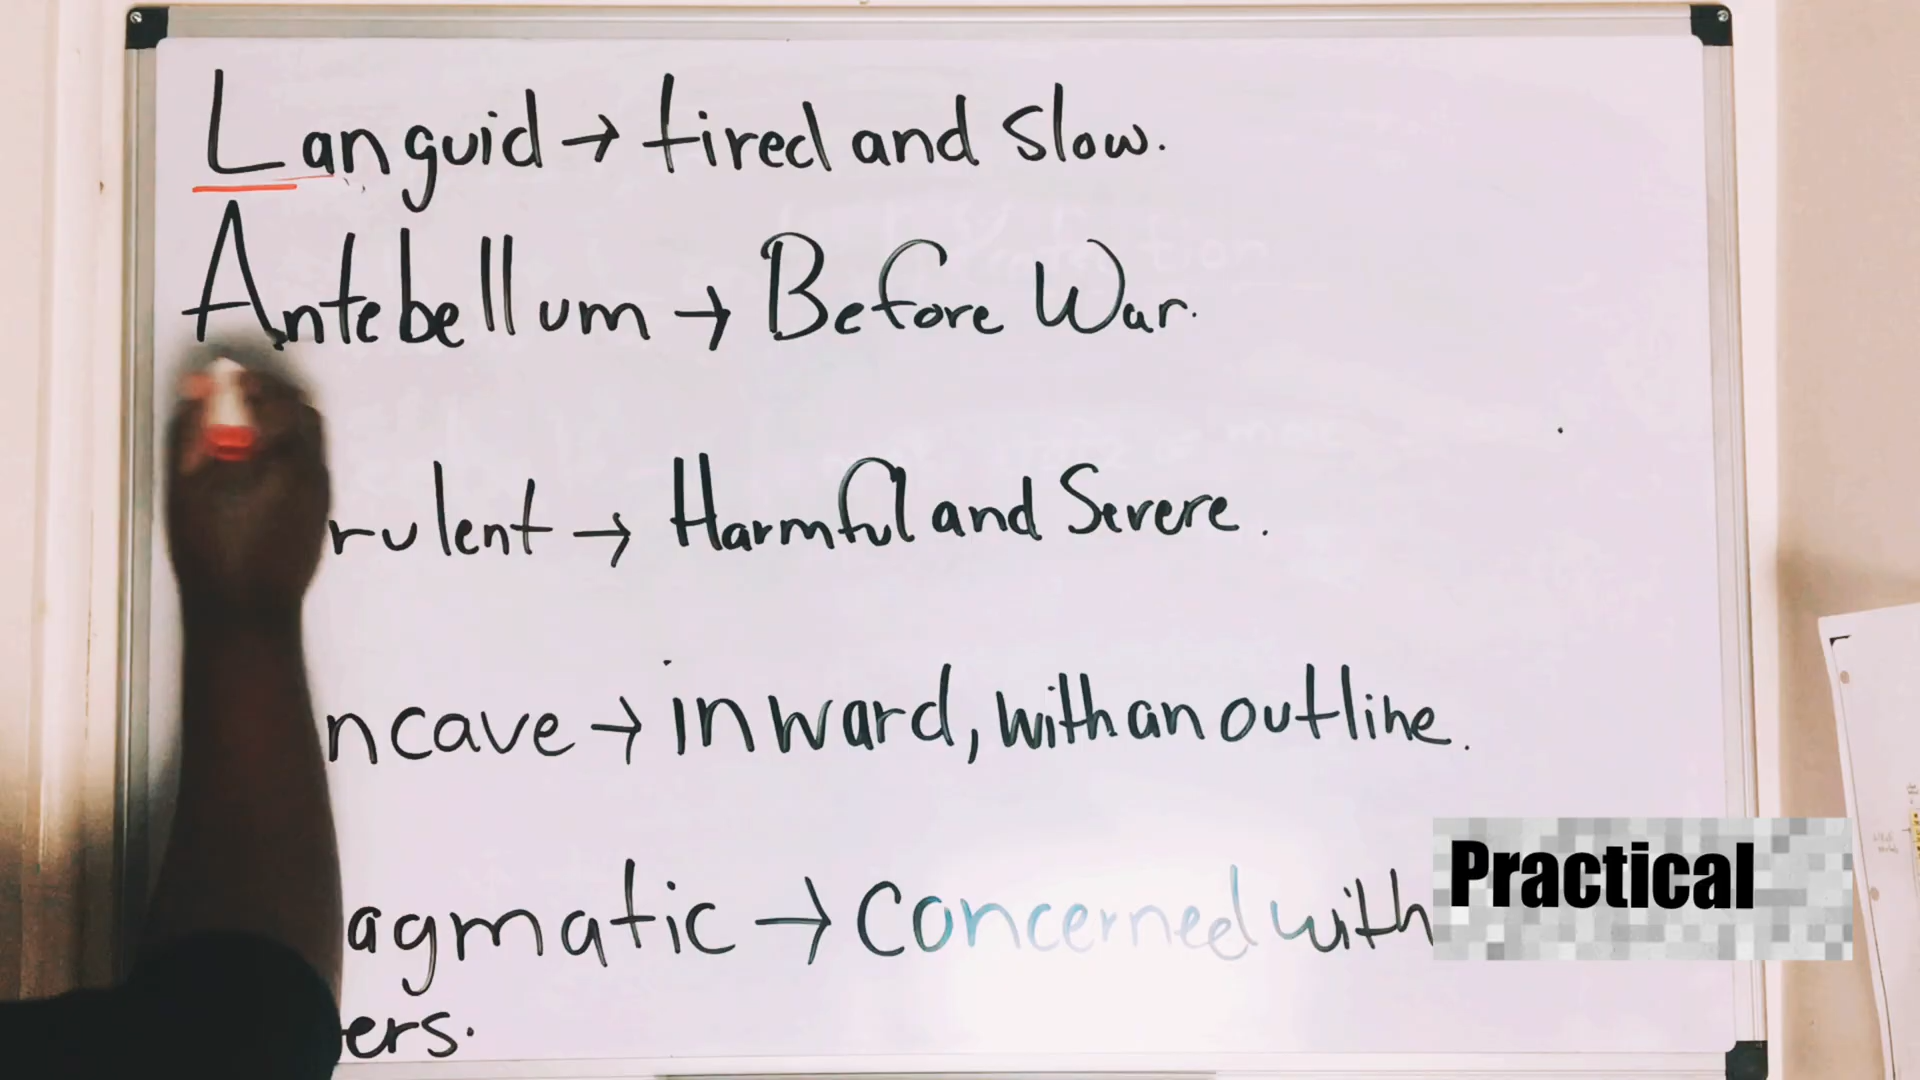 Languid → tired and slow.
Antebellum → Before War.
rulent → Harmful and Severe.
ncave → inward, with an outline.
agmatic → Concerned with Practical
ers.